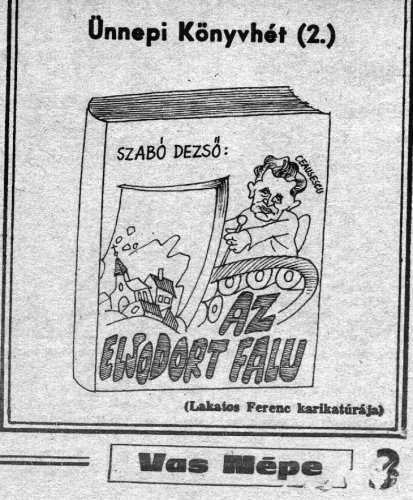 Ünnepi Könyvhét (2.)
SZABÓ DEZSŐ:
CEAUSESCU
AZ
ELSODORT FALU
(Lakatos Ferenc karikatúrája)
Vas Népe 3